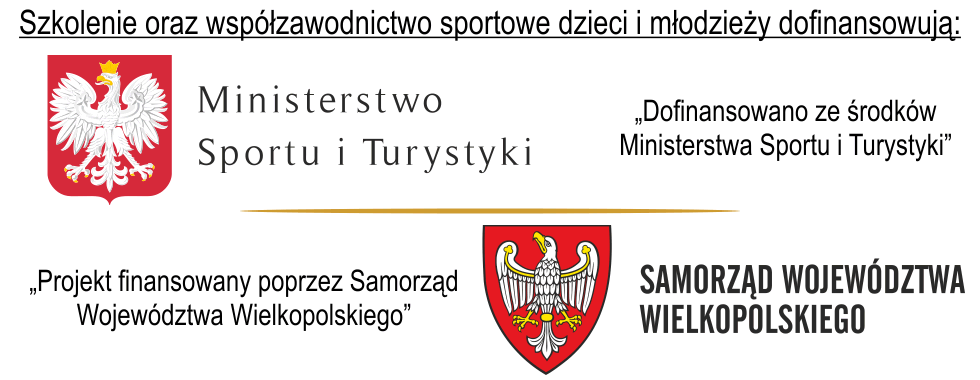 Szkolenie oraz współzawodnictwo sportowe dzieci i młodzieży dofinansowują:
Ministerstwo
Sportu i Turystyki
„Dofinansowano ze środków
Ministerstwa Sportu i Turystyki”
„Projekt finansowany poprzez Samorząd
Województwa Wielkopolskiego”
SAMORZĄD WOJEWÓDZTWA
WIELKOPOLSKIEGO